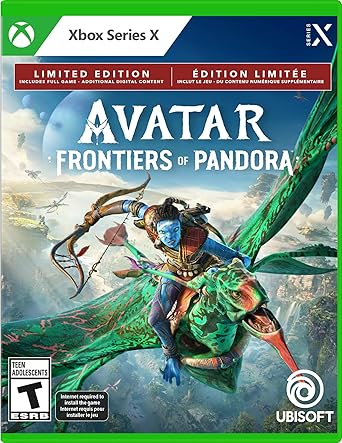 XBOX
Xbox Series X
SERIES X
LIMITED EDITION
INCLUDES FULL GAME • ADDITIONAL DIGITAL CONTENT
ÉDITION LIMITÉE
INCLUT LE JEU • DU CONTENU NUMÉRIQUE SUPPLÉMENTAIRE
AVATAR
FRONTIERS OF PANDORA
TEEN
ADOLESCENTS
T
ESRB
Internet required to
install the game
Internet requis pour
installer le jeu
UBISOFT